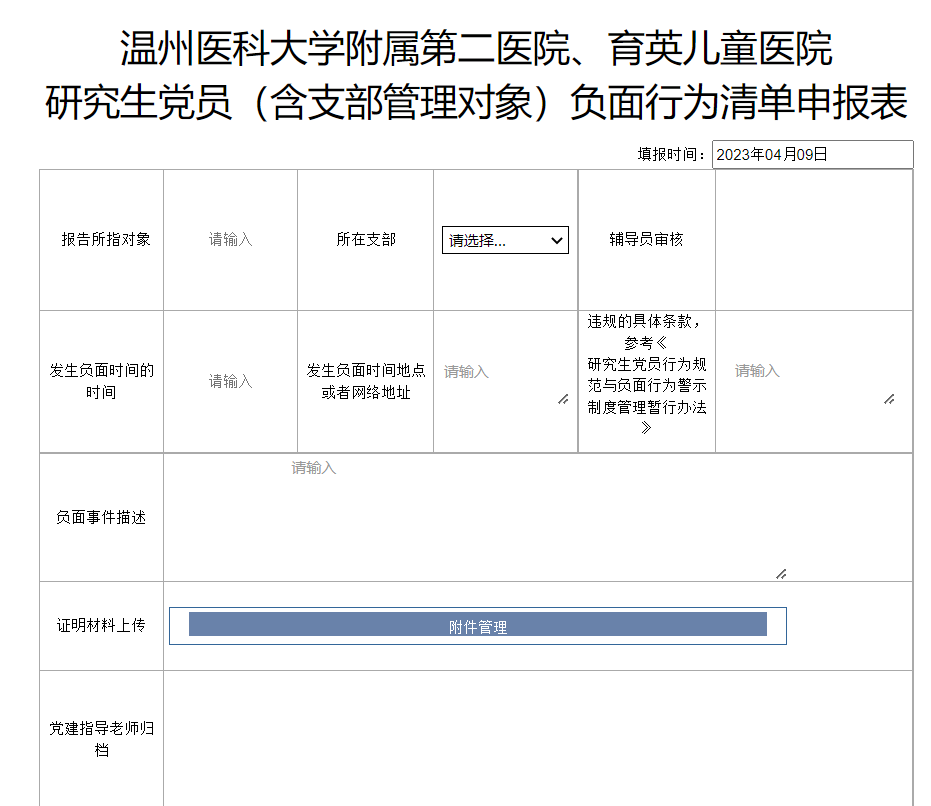 温州医科大学附属第二医院、育英儿童医院
研究生党员（含支部管理对象）负面行为清单申报表
填报时间：2023年04月09日
报告所指对象
请输入
所在支部
请选择...
辅导员审核
发生负面时间的
时间
请输入
发生负面时间地点
或者网络地址
请输入
违规的具体条款，
参考《
研究生党员行为规
范与负面行为警示
制度管理暂行办法
》
请输入
负面事件描述
请输入
证明材料上传
附件管理
党建指导老师归
档